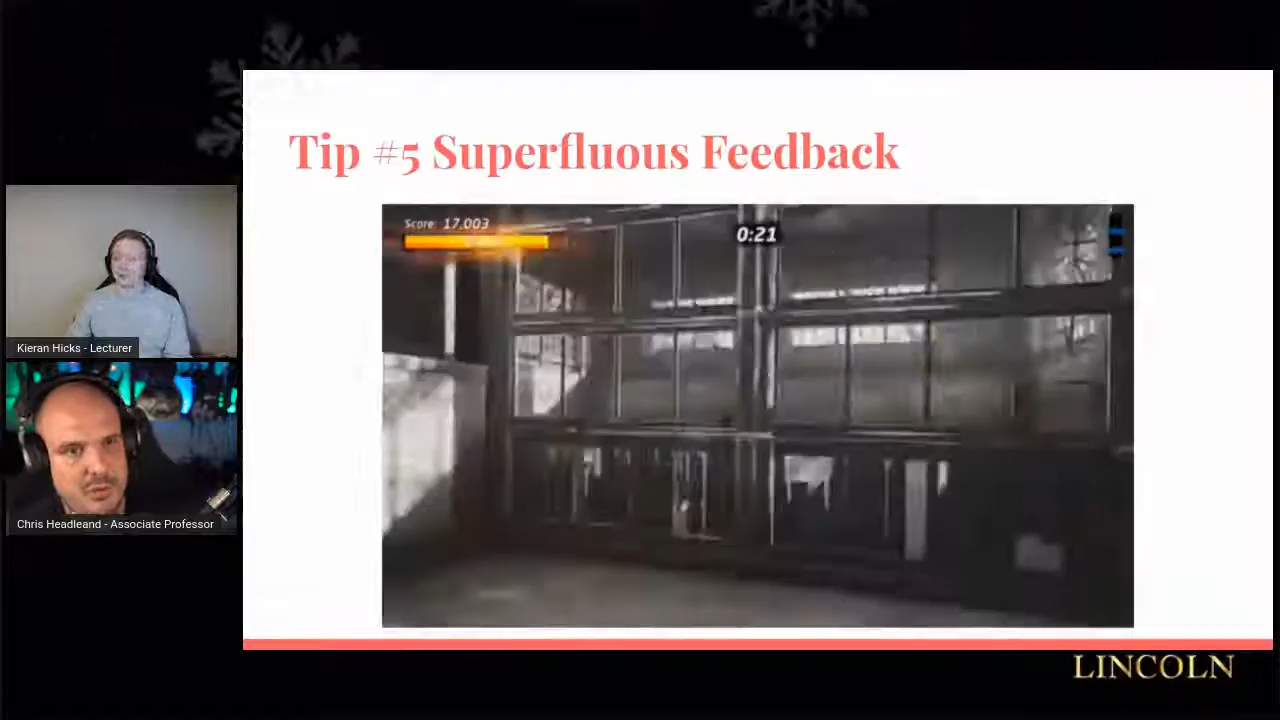 Tip #5 Superfluous Feedback
Score: 17,003
0:21
Kieran Hicks - Lecturer
Chris Headleand - Associate Professor
LINCOLN